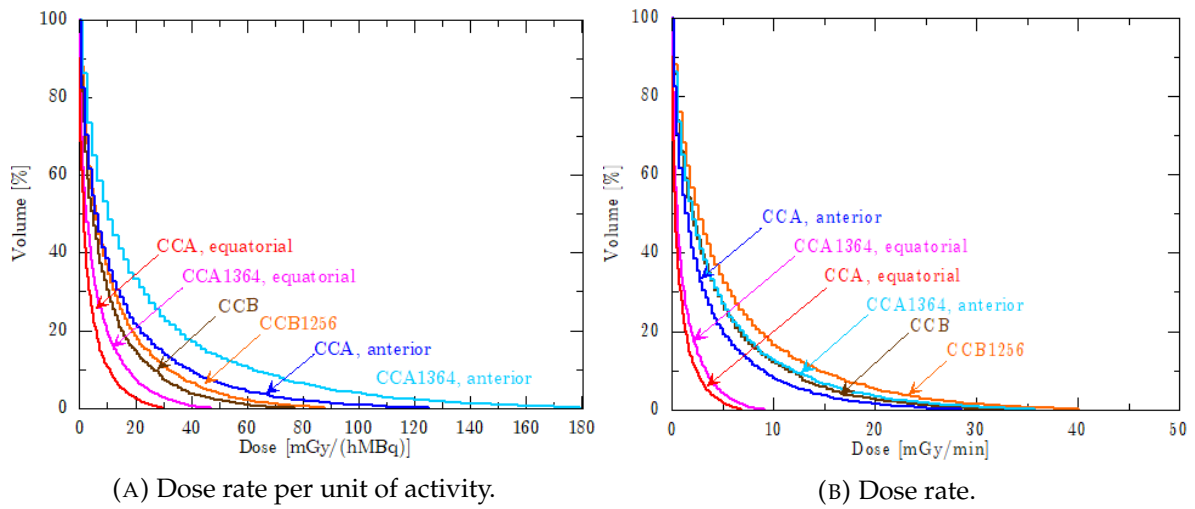 100
80
60
40
20
0
Volume [%]
CCA, equatorial
CCA1364, equatorial
CCB
CCB1256
CCA, anterior
CCA1364, anterior
0 20 40 60 80 100 120 140 160 180
Dose [mGy/(hMBq)]
(A) Dose rate per unit of activity.
100
80
60
40
20
0
Volume [%]
CCA, anterior
CCA1364, equatorial
CCA, equatorial
CCA1364, anterior
CCB
CCB1256
0 10 20 30 40 50
Dose [mGy/min]
(B) Dose rate.